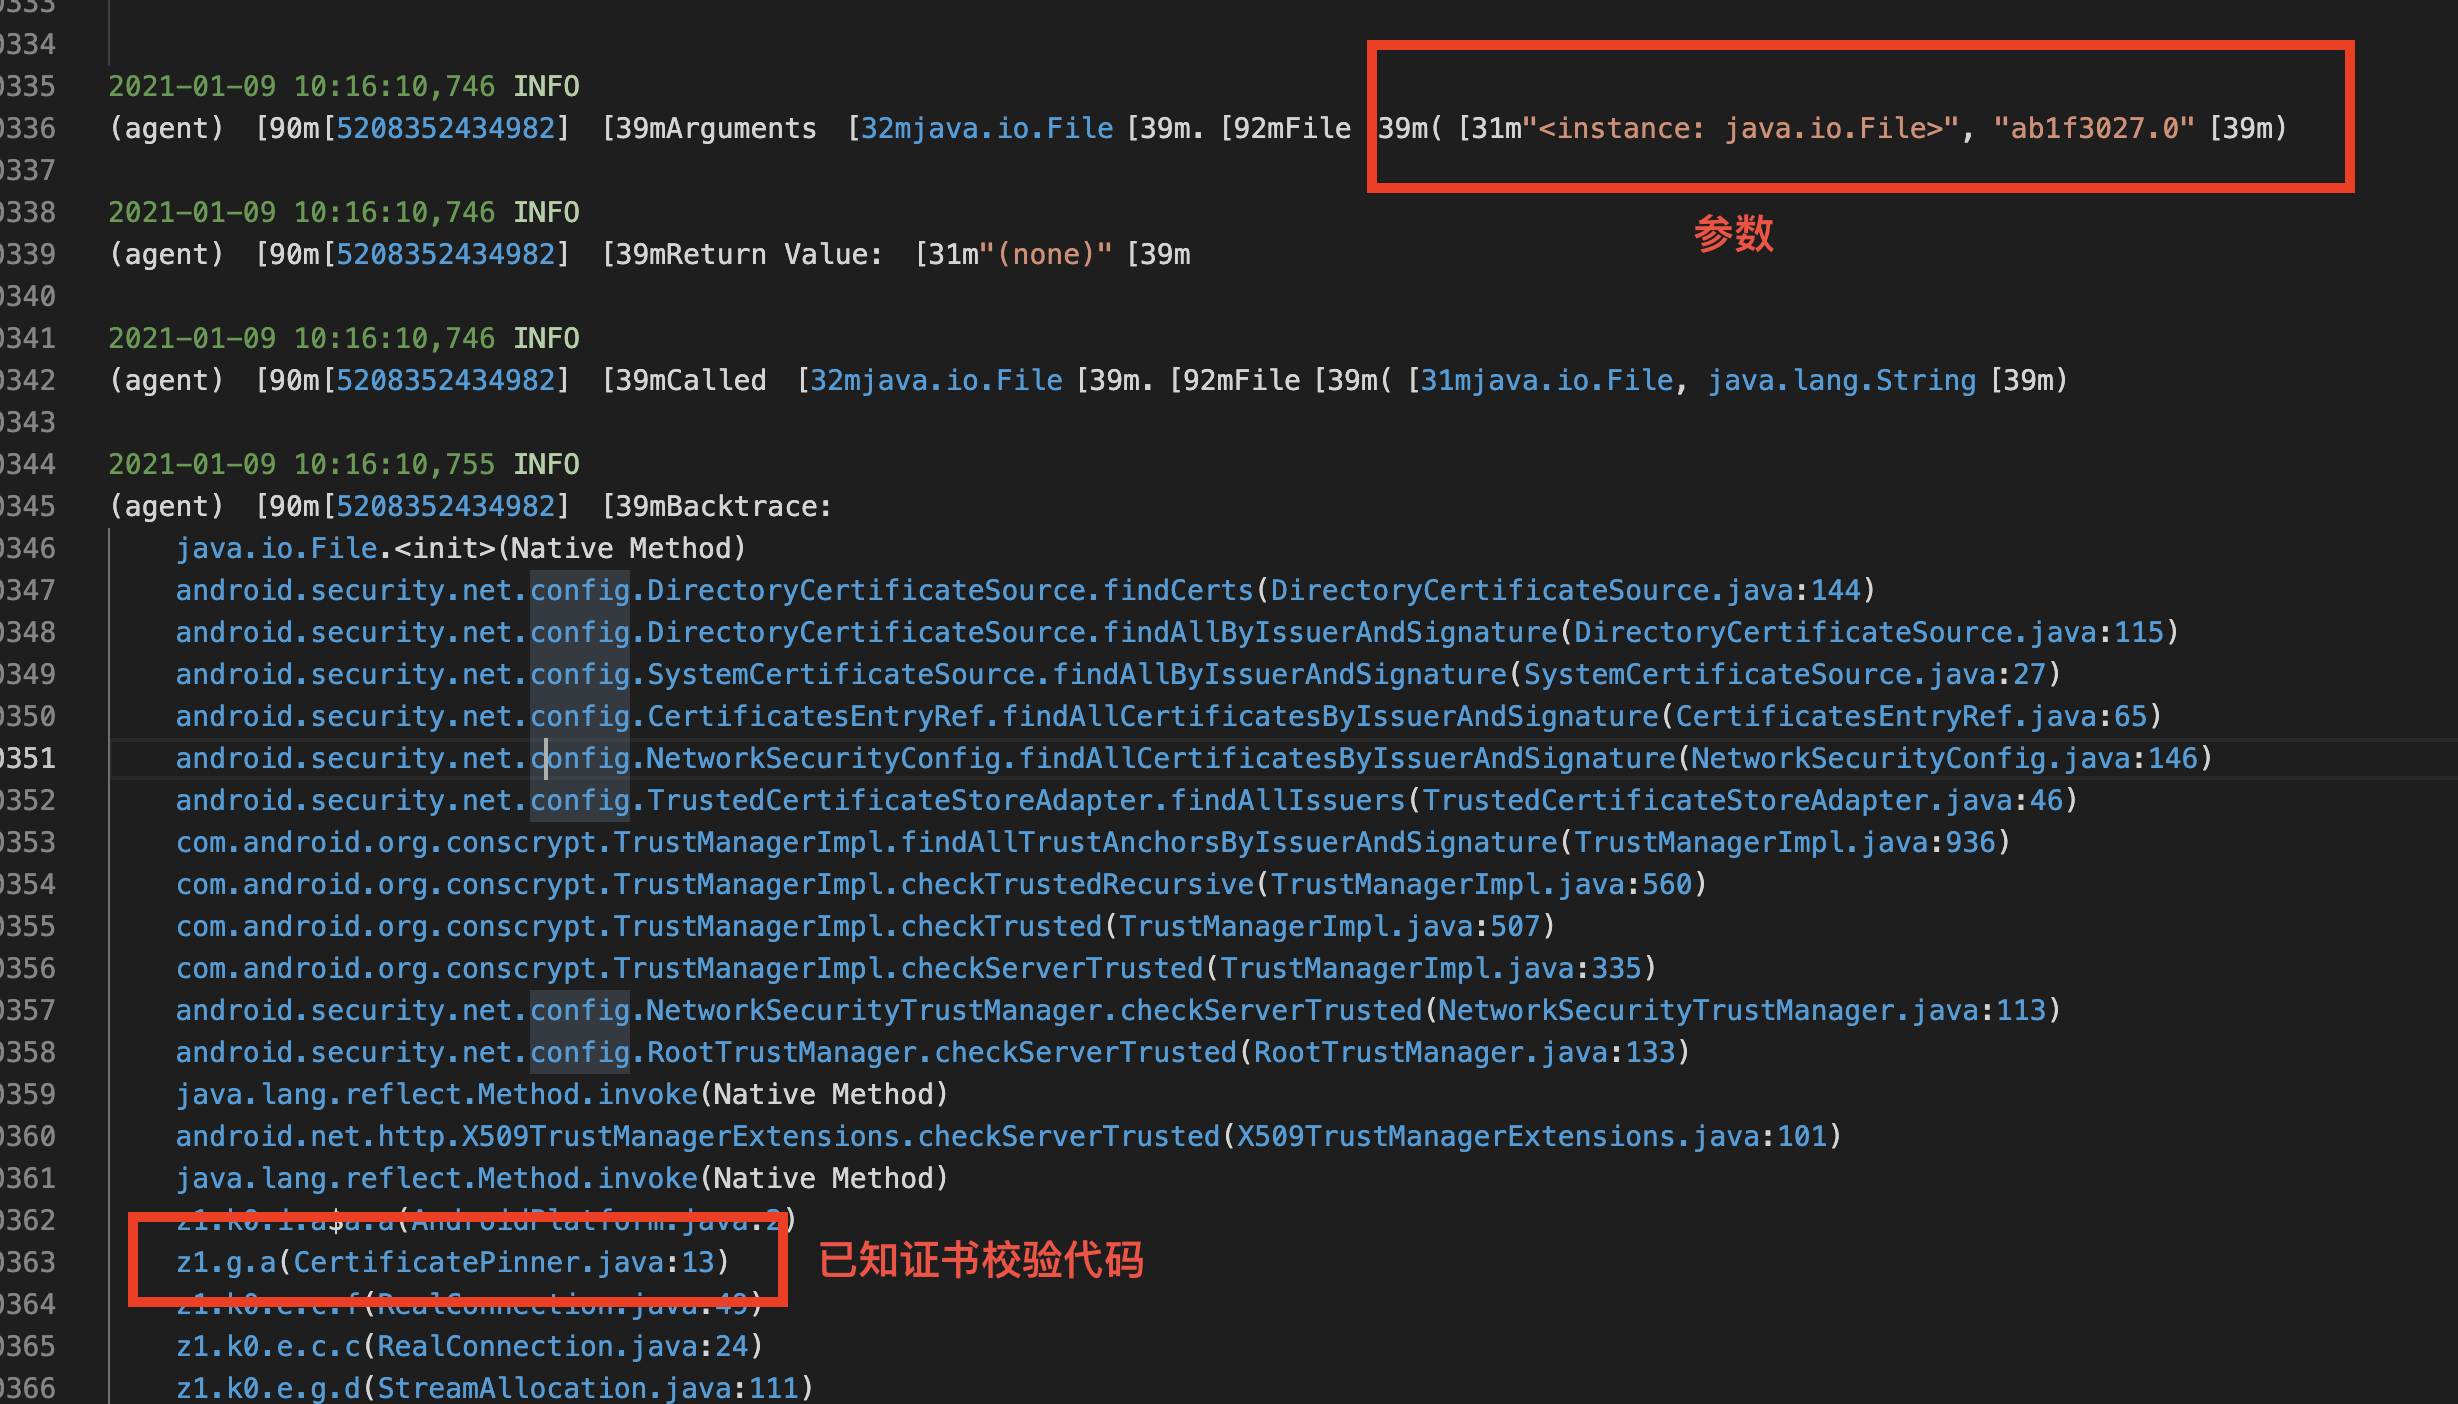 0333
0334
0335 2021-01-09 10:16:10,746 INFO
0336 (agent) [90m[5208352434982] [39mArguments [32mjava.io.File [39m. [92mFile 39m( [31m"<instance: java.io.File>", "ab1f3027.0" [39m)
0337
参数
0338 2021-01-09 10:16:10,746 INFO
0339 (agent) [90m[5208352434982] [39mReturn Value: [31m"(none)" [39m
0340
0341 2021-01-09 10:16:10,746 INFO
0342 (agent) [90m[5208352434982] [39mCalled [32mjava.io.File [39m. [92mFile [39m( [31mjava.io.File, java.lang.String [39m)
0343
0344 2021-01-09 10:16:10,755 INFO
0345 (agent) [90m[5208352434982] [39mBacktrace:
0346 java.io.File.<init>(Native Method)
0347 android.security.net.config.DirectoryCertificateSource.findCerts(DirectoryCertificateSource.java:144)
0348 android.security.net.config.DirectoryCertificateSource.findAllByIssuerAndSignature(DirectoryCertificateSource.java:115)
0349 android.security.net.config.SystemCertificateSource.findAllByIssuerAndSignature(SystemCertificateSource.java:27)
0350 android.security.net.config.CertificatesEntryRef.findAllCertificatesByIssuerAndSignature(CertificatesEntryRef.java:65)
0351 android.security.net.config.NetworkSecurityConfig.findAllCertificatesByIssuerAndSignature(NetworkSecurityConfig.java:146)
0352 android.security.net.config.TrustedCertificateStoreAdapter.findAllIssuers(TrustedCertificateStoreAdapter.java:46)
0353 com.android.org.conscrypt.TrustManagerImpl.findAllTrustAnchorsByIssuerAndSignature(TrustManagerImpl.java:936)
0354 com.android.org.conscrypt.TrustManagerImpl.checkTrustedRecursive(TrustManagerImpl.java:560)
0355 com.android.org.conscrypt.TrustManagerImpl.checkTrusted(TrustManagerImpl.java:507)
0356 com.android.org.conscrypt.TrustManagerImpl.checkServerTrusted(TrustManagerImpl.java:335)
0357 android.security.net.config.NetworkSecurityTrustManager.checkServerTrusted(NetworkSecurityTrustManager.java:113)
0358 android.security.net.config.RootTrustManager.checkServerTrusted(RootTrustManager.java:133)
0359 java.lang.reflect.Method.invoke(Native Method)
0360 android.net.http.X509TrustManagerExtensions.checkServerTrusted(X509TrustManagerExtensions.java:101)
0361 java.lang.reflect.Method.invoke(Native Method)
0362 z1.k0.i.a$a.a(AndroidPlatform.java:2)
0363 z1.g.a(CertificatePinner.java:13) 已知证书校验代码
0364 z1.k0.e.c.f(RealConnection.java:49)
0365 z1.k0.e.c.c(RealConnection.java:24)
0366 z1.k0.e.g.d(StreamAllocation.java:111)